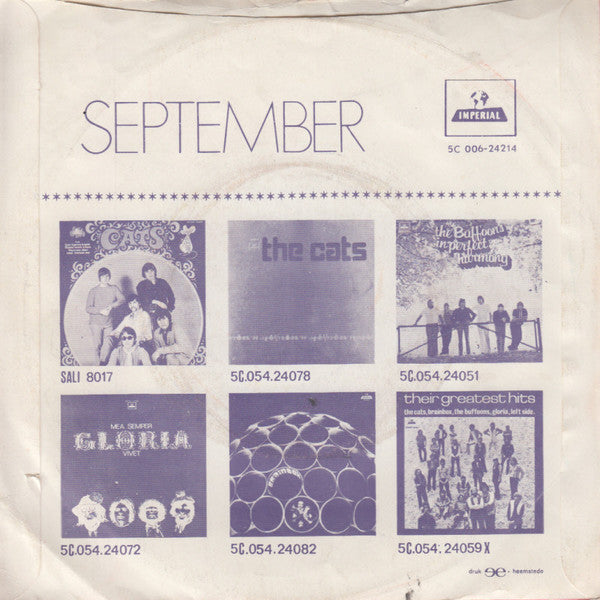 SEPTEMBER
IMPERIAL
5C 006-24214
CATS
the cats
the Buffoons
in perfect
harmony
SALI 8017
5C.054.24078
5C.054.24051
MEA SEMPER
GLORIA
VIVET
brainbox
their greatest hits
the cats, brainbox, the buffoons, gloria, left side.
5C.054.24072
5C.054.24082
5C.054.24059 X
druk ee - heemstede